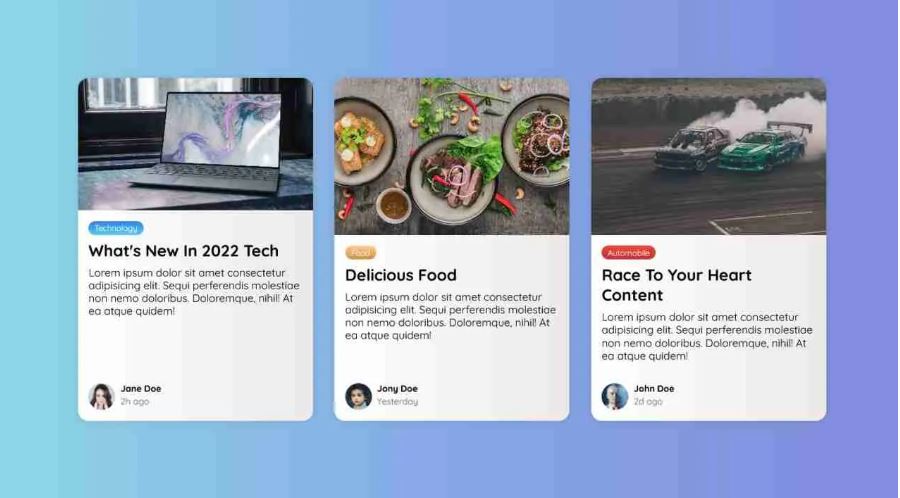 Technology
What's New In 2022 Tech
Lorem ipsum dolor sit amet consectetur
adipisicing elit. Sequi perferendis molestiae
non nemo doloribus. Doloremque, nihil! At
ea atque quidem!
Jane Doe
2h ago
Food
Delicious Food
Lorem ipsum dolor sit amet consectetur
adipisicing elit. Sequi perferendis molestiae
non nemo doloribus. Doloremque, nihil! At
ea atque quidem!
Jony Doe
Yesterday
Automobile
Race To Your Heart
Content
Lorem ipsum dolor sit amet consectetur
adipisicing elit. Sequi perferendis molestiae
non nemo doloribus. Doloremque, nihil! At
ea atque quidem!
John Doe
2d ago